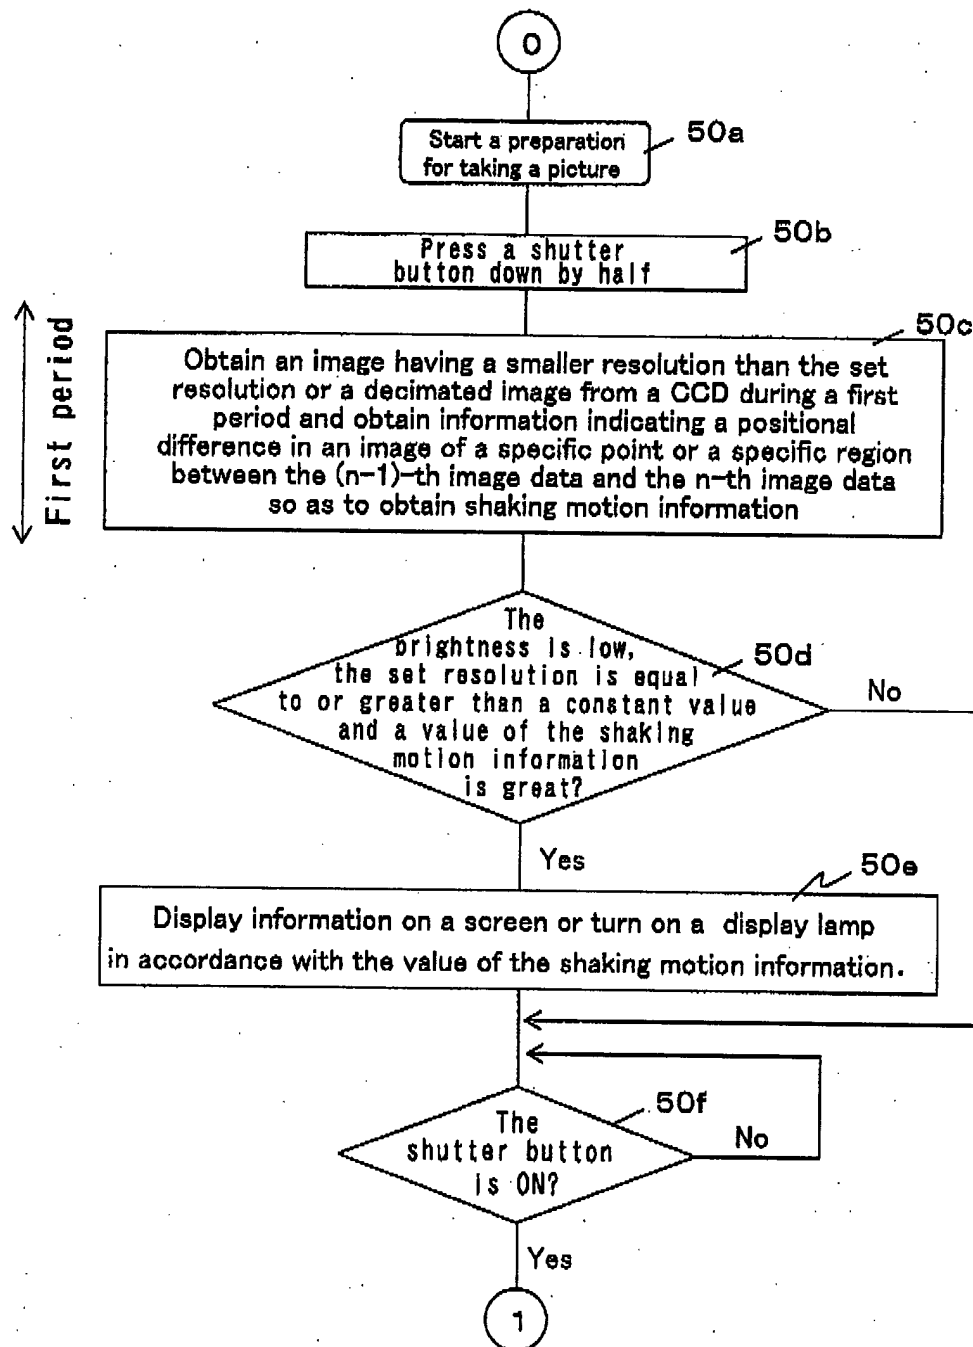 0
50a
Start a preparation
for taking a picture
50b
Press a shutter
button down by half
First period
50c
Obtain an image having a smaller resolution than the set
resolution or a decimated image from a CCD during a first
period and obtain information indicating a positional
difference in an image of a specific point or a specific region
between the (n-1)-th image data and the n-th image data
so as to obtain shaking motion information
50d
The
brightness is low,
the set resolution is equal
to or greater than a constant value
and a value of the shaking
motion information
is great?
No
Yes
50e
Display information on a screen or turn on a display lamp
in accordance with the value of the shaking motion information.
50f
The
shutter button
is ON?
No
Yes
1